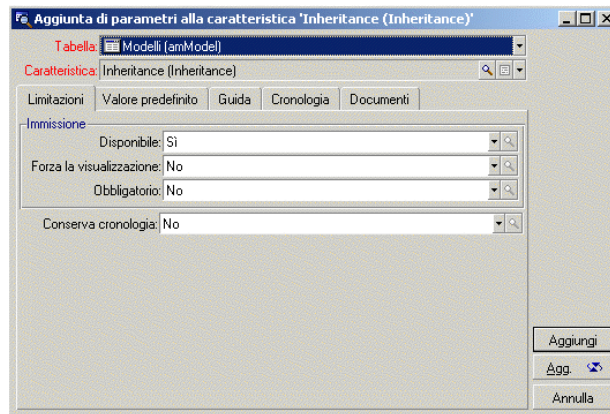 Aggiunta di parametri alla caratteristica 'Inheritance (Inheritance)'
Tabella: Modelli (amModel)
Caratteristica: Inheritance (Inheritance)
Limitazioni Valore predefinito Guida Cronologia Documenti
Immissione
Disponibile: Sì
Forza la visualizzazione: No
Obbligatorio: No
Conserva cronologia: No
Aggiungi
Agg.
Annulla